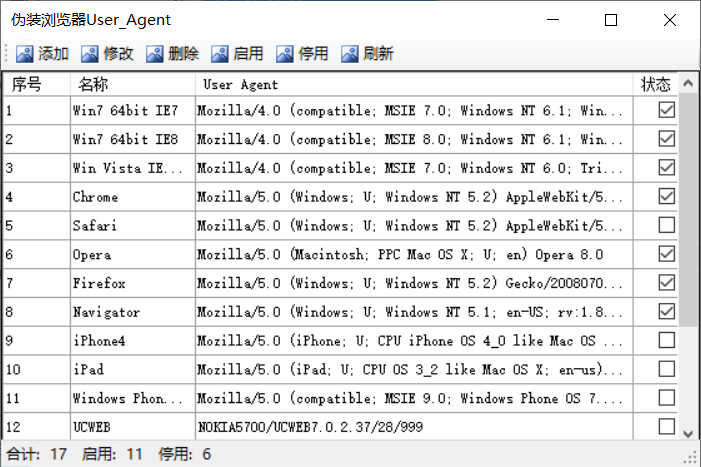 伪装浏览器User_Agent
添加 修改 删除 启用 停用 刷新
序号 名称 User Agent 状态
1 Win7 64bit IE7 Mozilla/4.0 (compatible; MSIE 7.0; Windows NT 6.1; Win...
2 Win7 64bit IE8 Mozilla/4.0 (compatible; MSIE 8.0; Windows NT 6.1; Win...
3 Win Vista IE... Mozilla/4.0 (compatible; MSIE 7.0; Windows NT 6.0; Tri...
4 Chrome Mozilla/5.0 (Windows; U; Windows NT 5.2) AppleWebKit/5...
5 Safari Mozilla/5.0 (Windows; U; Windows NT 5.2) AppleWebKit/5...
6 Opera Mozilla/5.0 (Macintosh; PPC Mac OS X; U; en) Opera 8.0
7 Firefox Mozilla/5.0 (Windows; U; Windows NT 5.2) Gecko/2008070...
8 Navigator Mozilla/5.0 (Windows; U; Windows NT 5.1; en-US; rv:1.8...
9 iPhone4 Mozilla/5.0 (iPhone; U; CPU iPhone OS 4_0 like Mac OS ...
10 iPad Mozilla/5.0 (iPad; U; CPU OS 3_2 like Mac OS X; en-us)...
11 Windows Phon... Mozilla/5.0 (compatible; MSIE 9.0; Windows Phone OS 7....
12 UCWEB NOKIA5700/UCWEB7.0.2.37/28/999
合计: 17 启用: 11 停用: 6